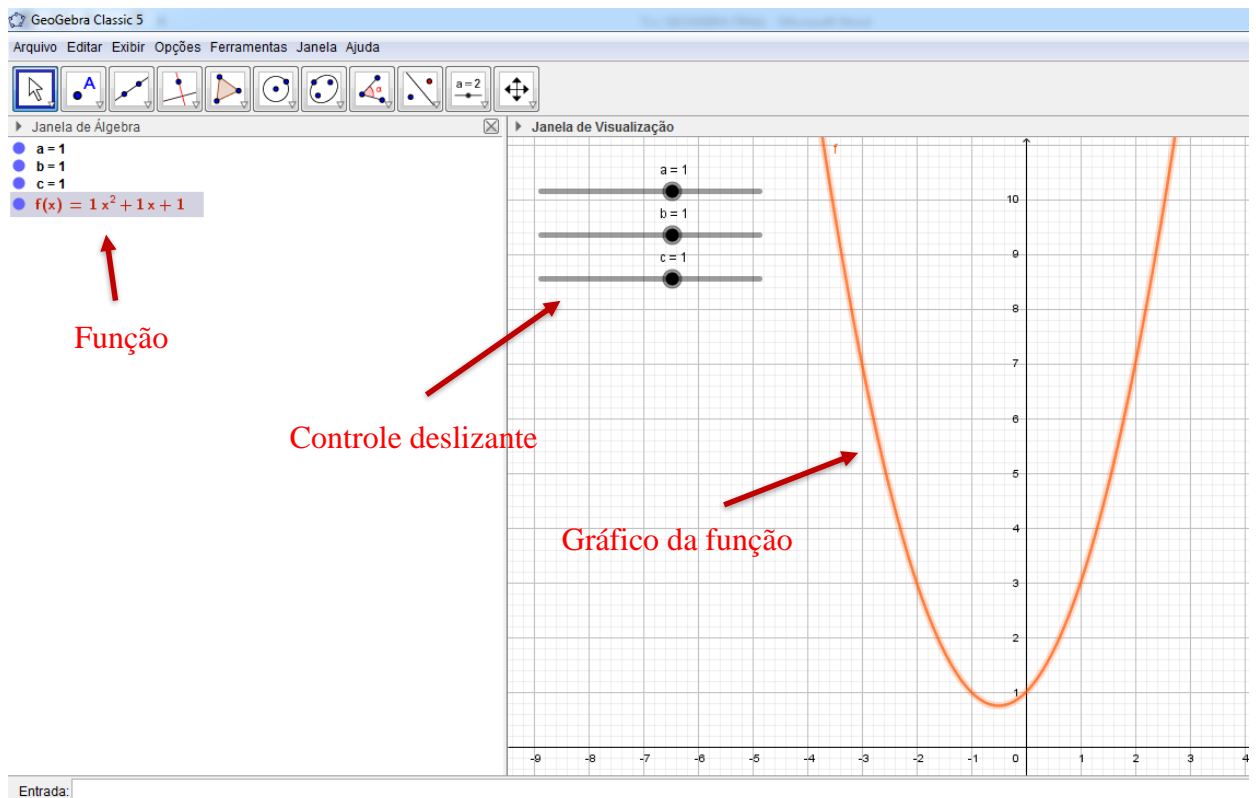 GeoGebra Classic 5
Arquivo Editar Exibir Opções Ferramentas Janela Ajuda
A
α
a=2
Janela de Álgebra
a = 1
b = 1
c = 1
f(x) = 1 x² + 1 x + 1
Função
Controle deslizante
Janela de Visualização
f
a = 1
b = 1
c = 1
Gráfico da função
10
9
8
7
6
5
4
3
2
1
-9 -8 -7 -6 -5 -4 -3 -2 -1 0 1 2 3 4
Entrada: